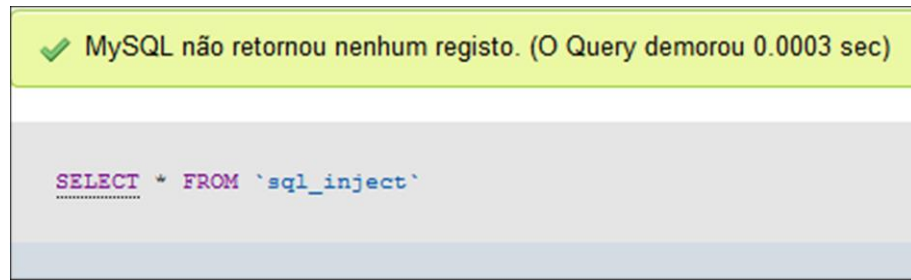 MySQL não retornou nenhum registo. (O Query demorou 0.0003 sec)
SELECT * FROM `sql_inject`